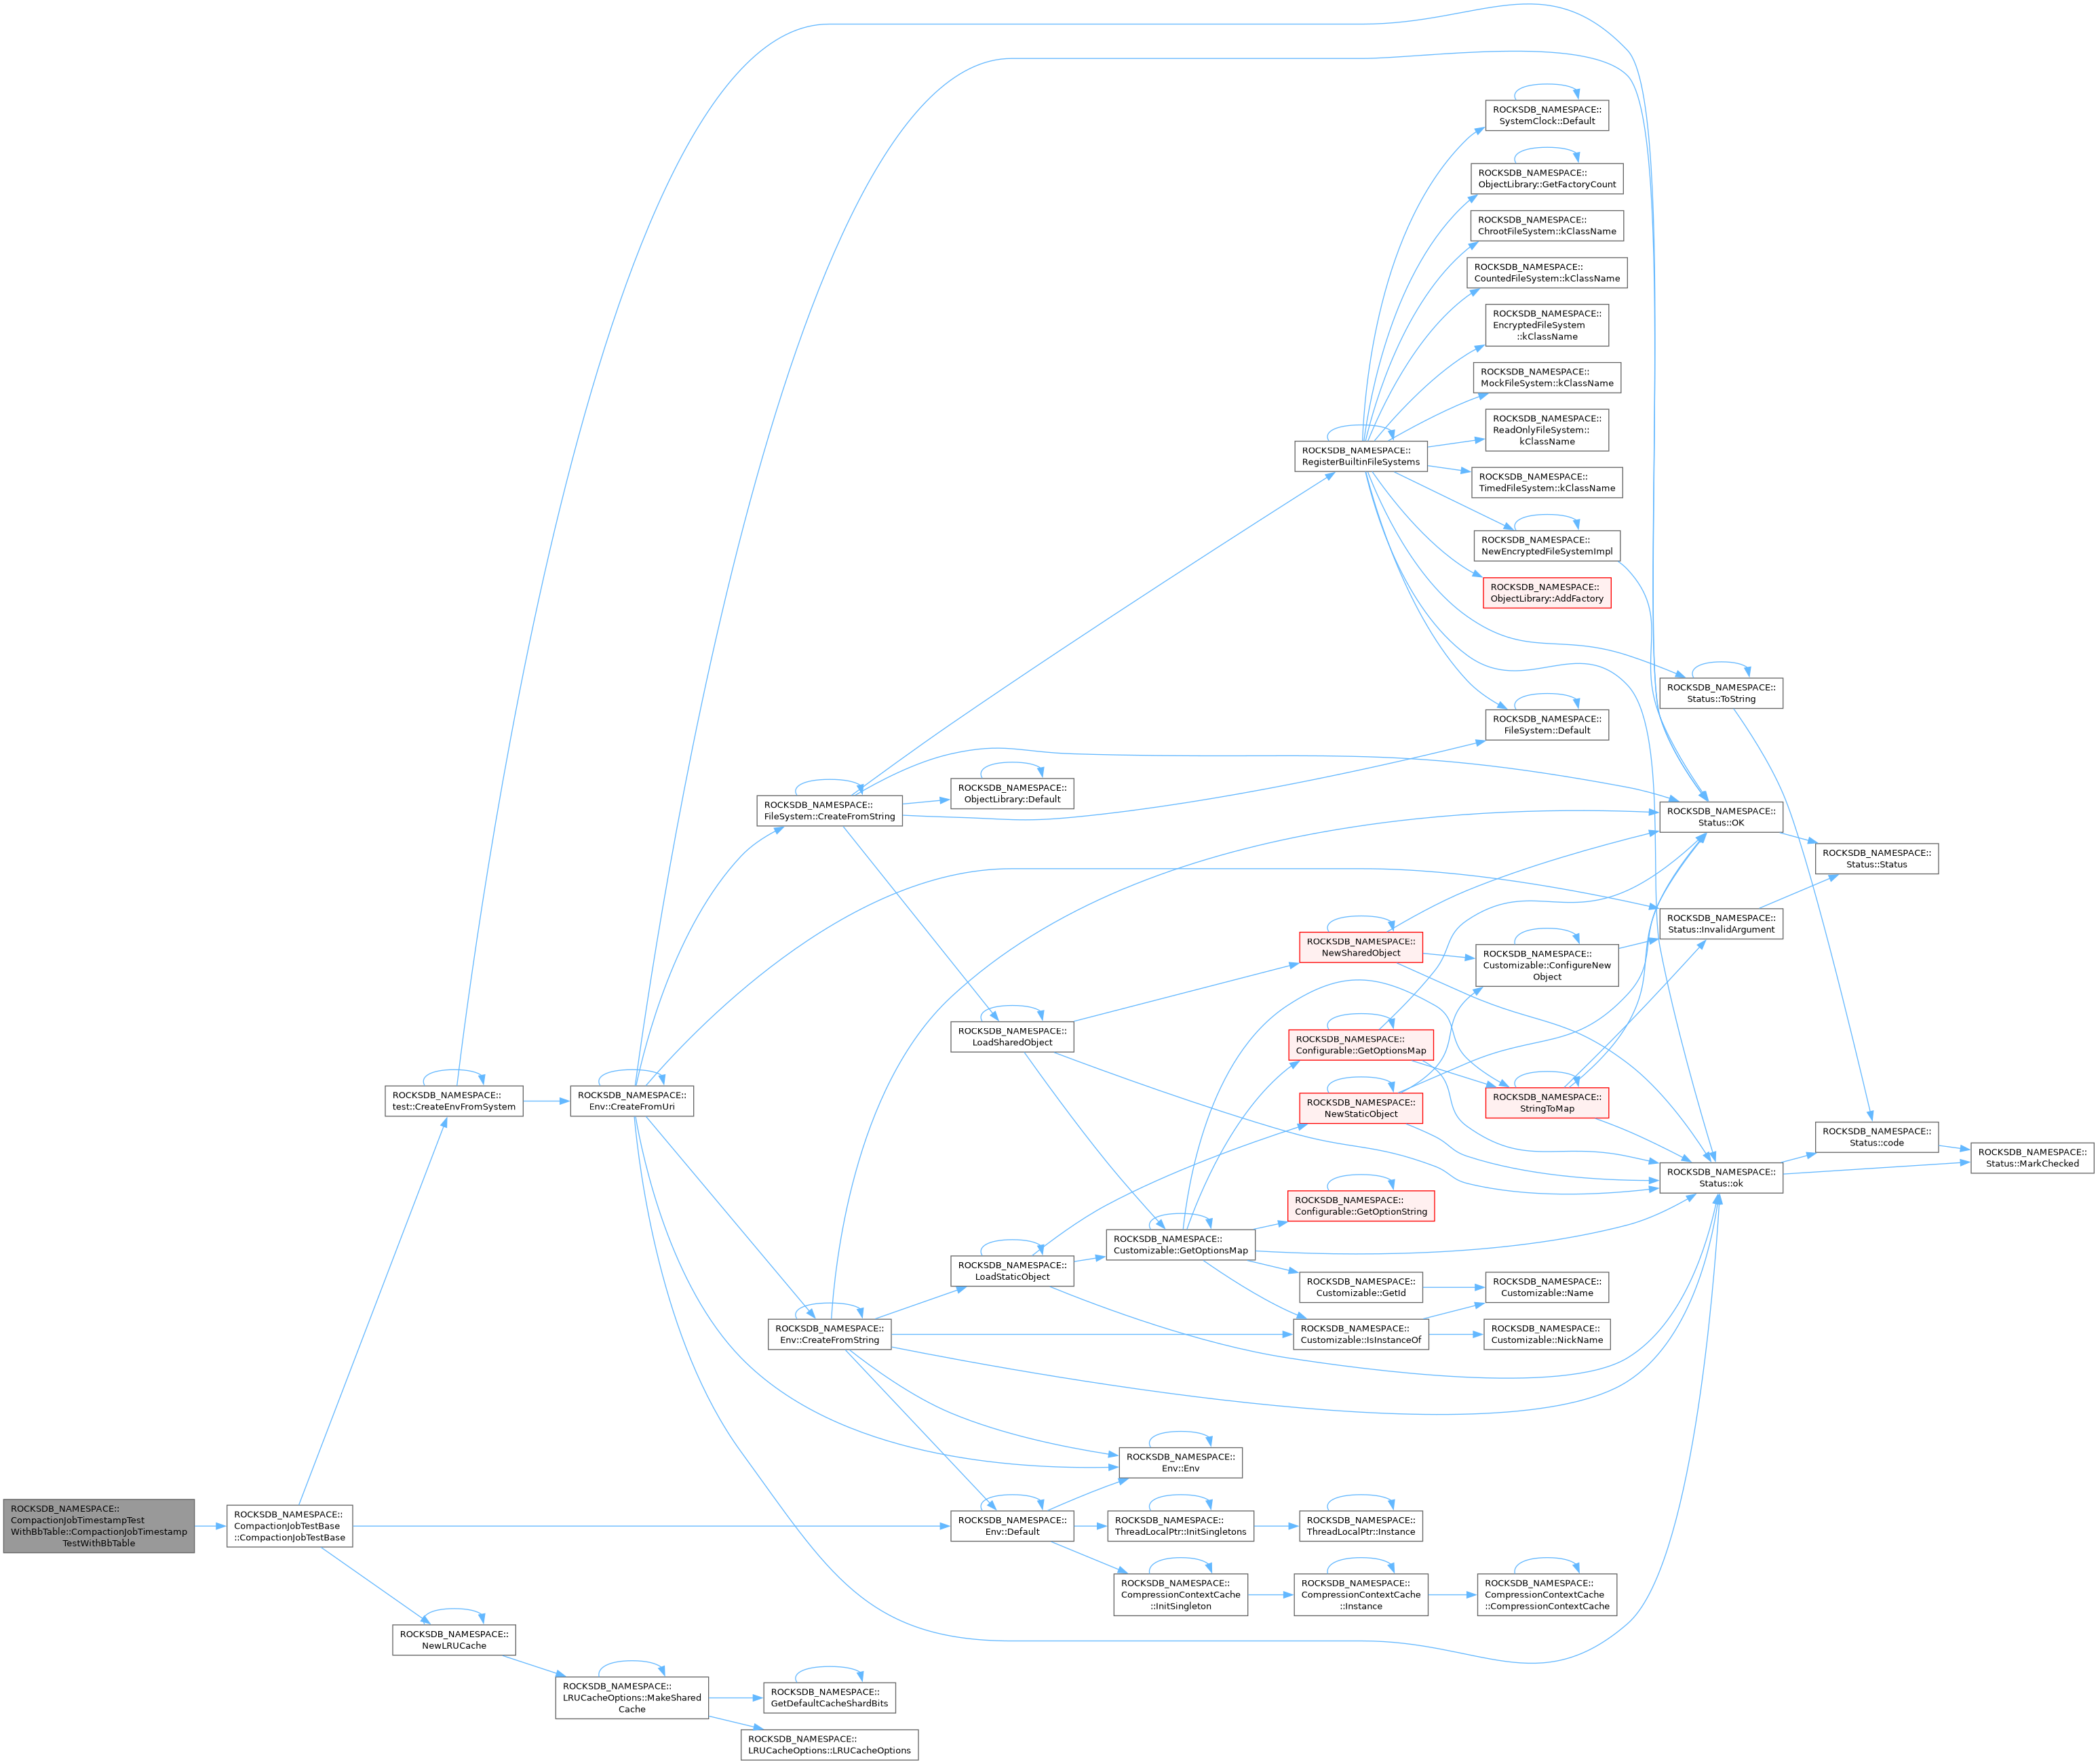 ROCKSDB_NAMESPACE::
CompactionJobTimestampTest
WithBbTable::CompactionJobTimestamp
TestWithBbTable
ROCKSDB_NAMESPACE::
CompactionJobTestBase
::CompactionJobTestBase
ROCKSDB_NAMESPACE::
test::CreateEnvFromSystem
ROCKSDB_NAMESPACE::
NewLRUCache
ROCKSDB_NAMESPACE::
Env::CreateFromUri
ROCKSDB_NAMESPACE::
LRUCacheOptions::MakeShared
Cache
ROCKSDB_NAMESPACE::
FileSystem::CreateFromString
ROCKSDB_NAMESPACE::
Env::CreateFromString
ROCKSDB_NAMESPACE::
GetDefaultCacheShardBits
ROCKSDB_NAMESPACE::
LRUCacheOptions::LRUCacheOptions
ROCKSDB_NAMESPACE::
ObjectLibrary::Default
ROCKSDB_NAMESPACE::
LoadSharedObject
ROCKSDB_NAMESPACE::
LoadStaticObject
ROCKSDB_NAMESPACE::
Env::Default
ROCKSDB_NAMESPACE::
Customizable::GetOptionsMap
ROCKSDB_NAMESPACE::
Env::Env
ROCKSDB_NAMESPACE::
ThreadLocalPtr::InitSingletons
ROCKSDB_NAMESPACE::
CompressionContextCache
::InitSingleton
ROCKSDB_NAMESPACE::
RegisterBuiltinFileSystems
ROCKSDB_NAMESPACE::
NewSharedObject
ROCKSDB_NAMESPACE::
Configurable::GetOptionsMap
ROCKSDB_NAMESPACE::
NewStaticObject
ROCKSDB_NAMESPACE::
Configurable::GetOptionString
ROCKSDB_NAMESPACE::
Customizable::GetId
ROCKSDB_NAMESPACE::
Customizable::IsInstanceOf
ROCKSDB_NAMESPACE::
ThreadLocalPtr::Instance
ROCKSDB_NAMESPACE::
CompressionContextCache
::Instance
ROCKSDB_NAMESPACE::
SystemClock::Default
ROCKSDB_NAMESPACE::
ObjectLibrary::GetFactoryCount
ROCKSDB_NAMESPACE::
ChrootFileSystem::kClassName
ROCKSDB_NAMESPACE::
CountedFileSystem::kClassName
ROCKSDB_NAMESPACE::
EncryptedFileSystem
::kClassName
ROCKSDB_NAMESPACE::
MockFileSystem::kClassName
ROCKSDB_NAMESPACE::
ReadOnlyFileSystem::
kClassName
ROCKSDB_NAMESPACE::
TimedFileSystem::kClassName
ROCKSDB_NAMESPACE::
NewEncryptedFileSystemImpl
ROCKSDB_NAMESPACE::
ObjectLibrary::AddFactory
ROCKSDB_NAMESPACE::
FileSystem::Default
ROCKSDB_NAMESPACE::
Customizable::ConfigureNew
Object
ROCKSDB_NAMESPACE::
StringToMap
ROCKSDB_NAMESPACE::
Customizable::Name
ROCKSDB_NAMESPACE::
Customizable::NickName
ROCKSDB_NAMESPACE::
CompressionContextCache
::CompressionContextCache
ROCKSDB_NAMESPACE::
Status::ToString
ROCKSDB_NAMESPACE::
Status::OK
ROCKSDB_NAMESPACE::
Status::InvalidArgument
ROCKSDB_NAMESPACE::
Status::ok
ROCKSDB_NAMESPACE::
Status::Status
ROCKSDB_NAMESPACE::
Status::code
ROCKSDB_NAMESPACE::
Status::MarkChecked